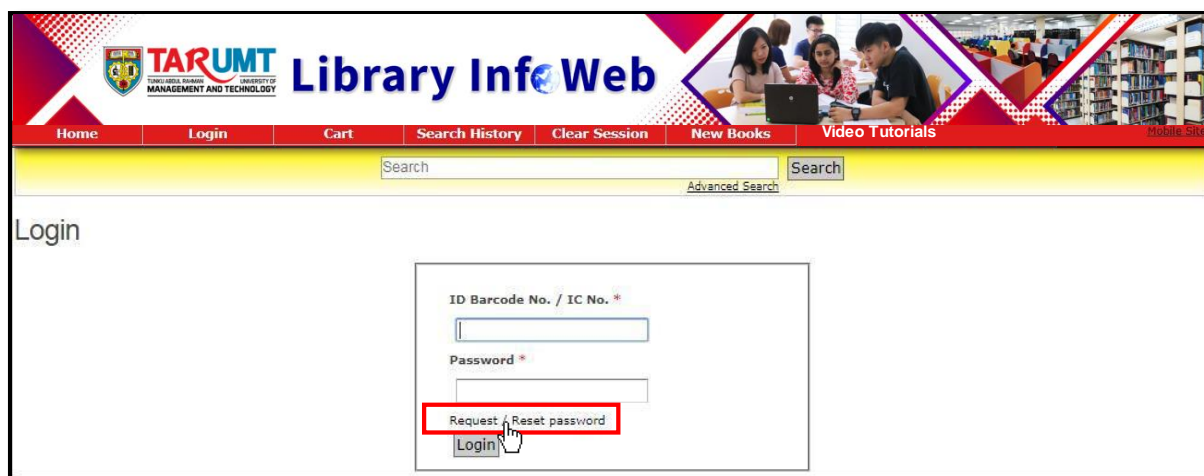 TARUMT
TUNKU ABDUL RAHMAN UNIVERSITY OF
MANAGEMENT AND TECHNOLOGY
Library InfoWeb
Home Login Cart Search History Clear Session New Books Video Tutorials Mobile Site
Search Search
Advanced Search
Login
ID Barcode No. / IC No. *
Password *
Request / Reset password
Login